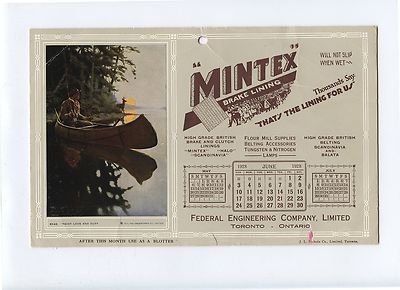 "MINTEX"
BRAKE LINING
WILL NOT SLIP
WHEN WET~
Thousands Say
"THAT'S THE LINING FOR US"
HIGH GRADE BRITISH
BRAKE AND CLUTCH
LININGS
"MINTEX" "HALO"
"SCANDINAVIA"
FLOUR MILL SUPPLIES
BELTING ACCESSORIES
TUNGSTEN & NITROGEN
LAMPS
HIGH GRADE BRITISH
BELTING
SCANDINAVIA
AND
BALATA
MAY
1928 JUNE 1928
JULY
1 2
3 4 5 6 7 8 9
10 11 12 13 14 15 16
17 18 19 20 21 22 23
24 25 26 27 28 29 30
FEDERAL ENGINEERING COMPANY, LIMITED
TORONTO - ONTARIO
AFTER THIS MONTH USE AS A BLOTTER